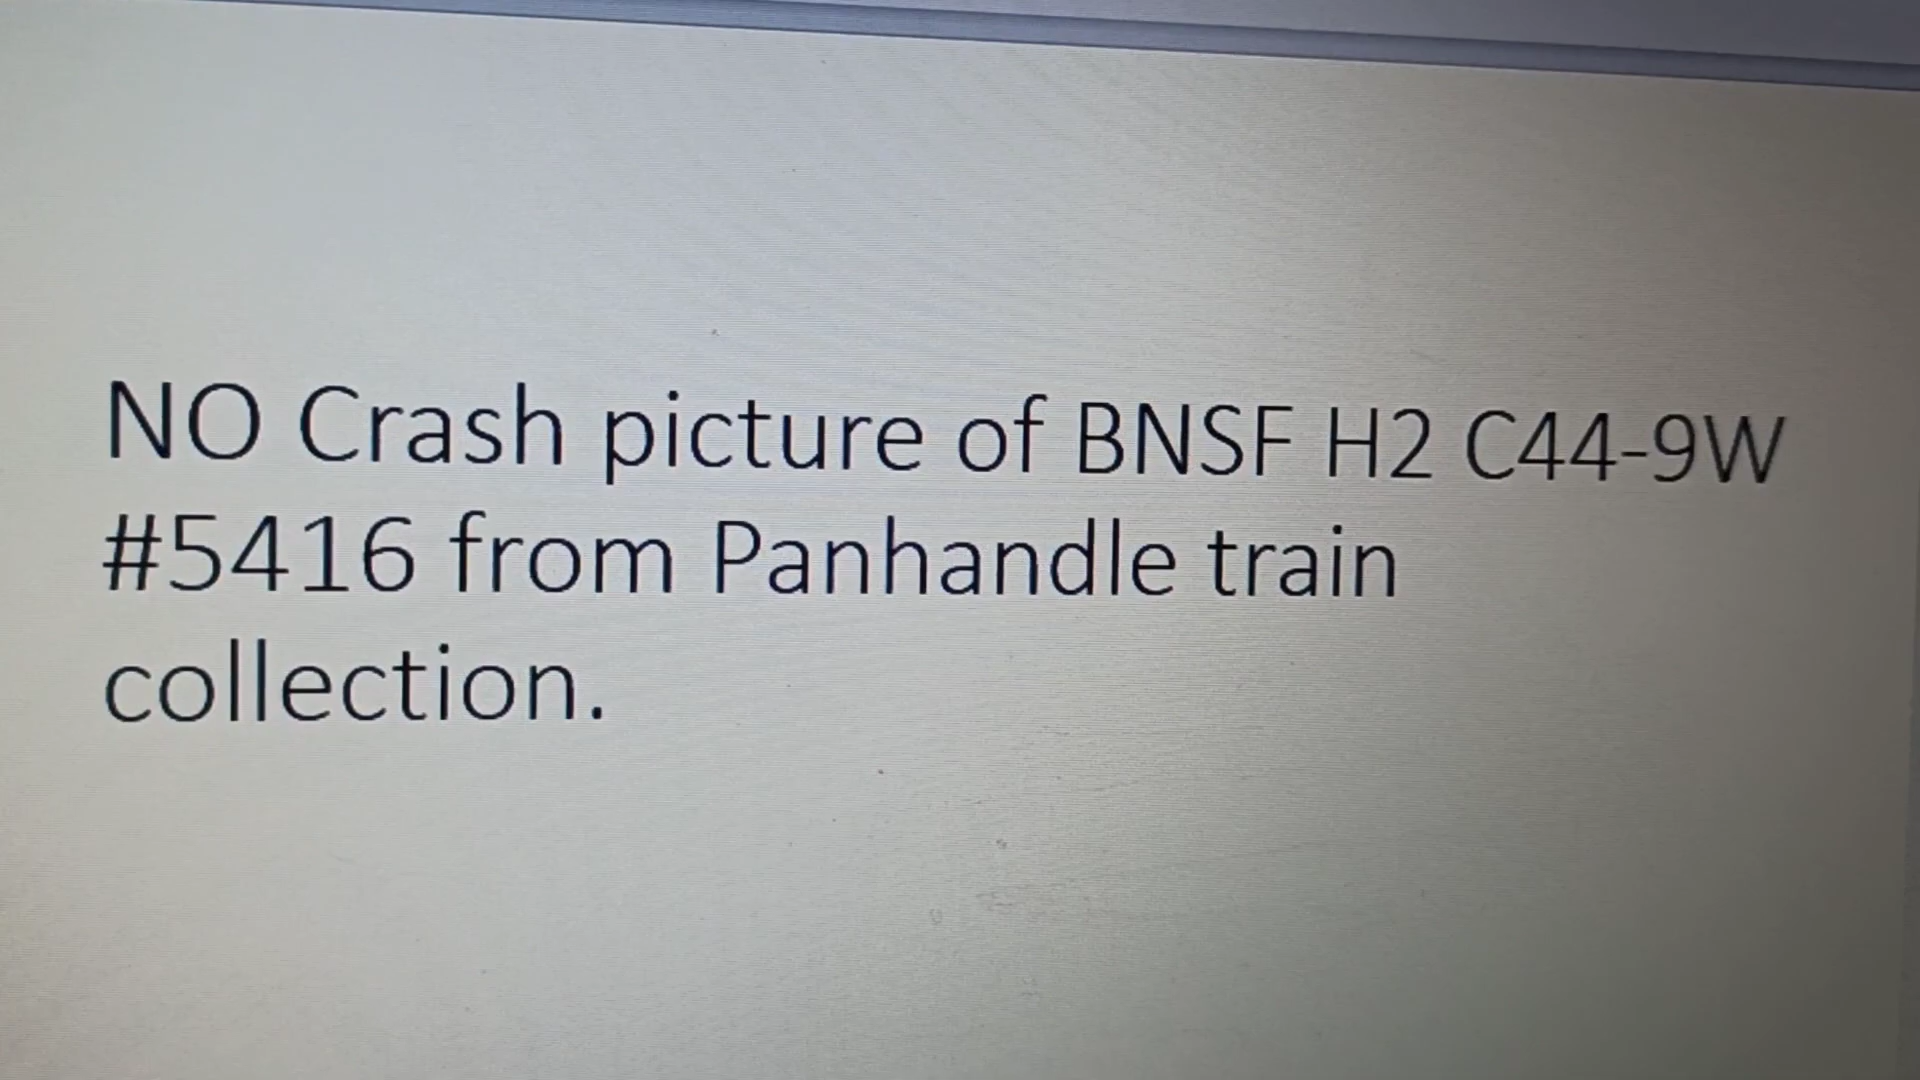 NO Crash picture of BNSF H2 C44-9W
#5416 from Panhandle train
collection.